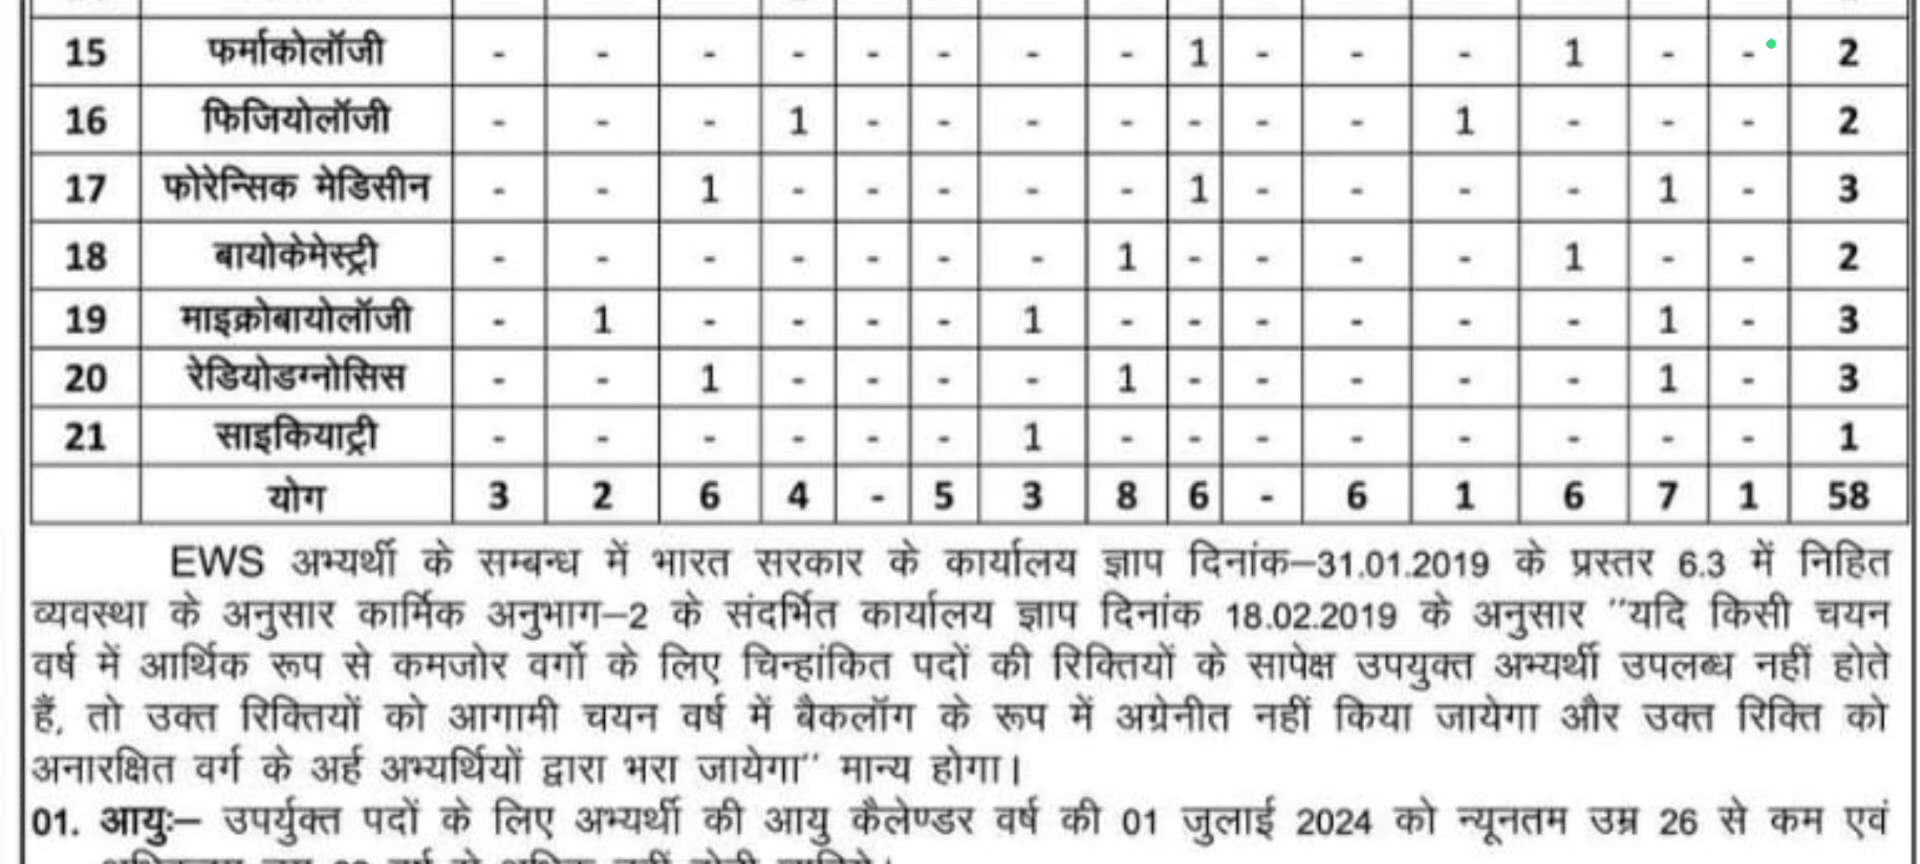 15 फर्माकोलॉजी - - - - - - - - 1 - - - 1 - - 2
16 फिजियोलॉजी - - - 1 - - - - - - - 1 - - - 2
17 फोरेन्सिक मेडिसीन - - 1 - - - - - 1 - - - - 1 - 3
18 बायोकेमेस्ट्री - - - - - - - 1 - - - - 1 - - 2
19 माइक्रोबायोलॉजी - 1 - - - - 1 - - - - - - 1 - 3
20 रेडियोडग्नोसिस - - 1 - - - - 1 - - - - - 1 - 3
21 साइकियाट्री - - - - - - 1 - - - - - - - - 1
योग 3 2 6 4 - 5 3 8 6 - 6 1 6 7 1 58
EWS अभ्यर्थी के सम्बन्ध में भारत सरकार के कार्यालय ज्ञाप दिनांक–31.01.2019 के प्रस्तर 6.3 में निहित
व्यवस्था के अनुसार कार्मिक अनुभाग–2 के संदर्भित कार्यालय ज्ञाप दिनांक 18.02.2019 के अनुसार ''यदि किसी चयन
वर्ष में आर्थिक रूप से कमजोर वर्गो के लिए चिन्हांकित पदों की रिक्तियों के सापेक्ष उपयुक्त अभ्यर्थी उपलब्ध नहीं होते
हैं, तो उक्त रिक्तियों को आगामी चयन वर्ष में बैकलॉग के रूप में अग्रेनीत नहीं किया जायेगा और उक्त रिक्ति को
अनारक्षित वर्ग के अर्ह अभ्यर्थियों द्वारा भरा जायेगा'' मान्य होगा।
01. आयुः– उपर्युक्त पदों के लिए अभ्यर्थी की आयु कैलेण्डर वर्ष की 01 जुलाई 2024 को न्यूनतम उम्र 26 से कम एवं